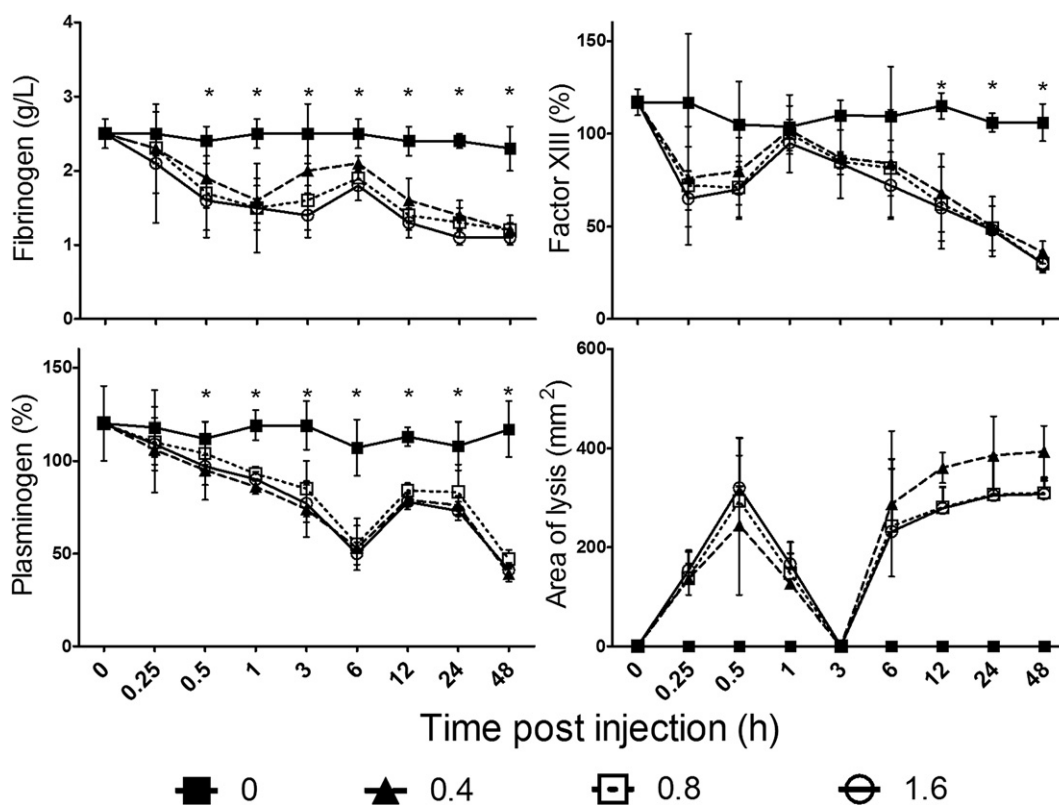 Fibrinogen (g/L)
4
3
2
1
0
* * * * * * *
Factor XIII (%)
150
100
50
0
* * *
Plasminogen (%)
150
100
50
0
* * * * * * *
0 0.25 0.5 1 3 6 12 24 48
Area of lysis (mm²)
600
400
200
0
0 0.25 0.5 1 3 6 12 24 48
Time post injection (h)
0 0.4 0.8 1.6